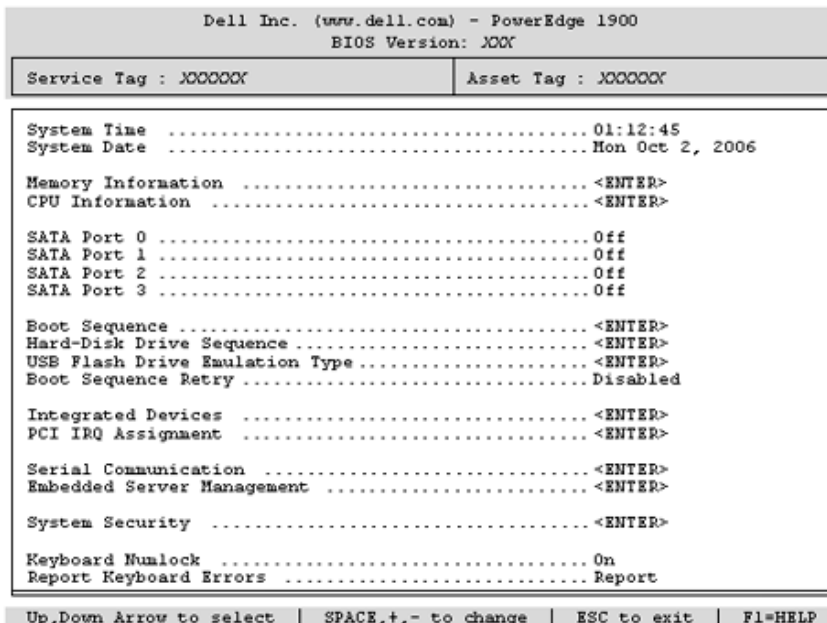 Dell Inc. (www.dell.com) - PowerEdge 1900
BIOS Version: XXX
Service Tag : XXXXXX
Asset Tag : XXXXXX
System Time ........................................ 01:12:45
System Date ........................................ Mon Oct 2, 2006
Memory Information ................................. <ENTER>
CPU Information .................................... <ENTER>
SATA Port 0 ......................................... Off
SATA Port 1 ......................................... Off
SATA Port 2 ......................................... Off
SATA Port 3 ......................................... Off
Boot Sequence ....................................... <ENTER>
Hard-Disk Drive Sequence ............................ <ENTER>
USB Flash Drive Emulation Type ...................... <ENTER>
Boot Sequence Retry ................................. Disabled
Integrated Devices ................................. <ENTER>
PCI IRQ Assignment ................................. <ENTER>
Serial Communication ............................... <ENTER>
Embedded Server Management ......................... <ENTER>
System Security .................................... <ENTER>
Keyboard Numlock ................................... On
Report Keyboard Errors ............................. Report
Up,Down Arrow to select | SPACE,+,- to change | ESC to exit | F1=HELP